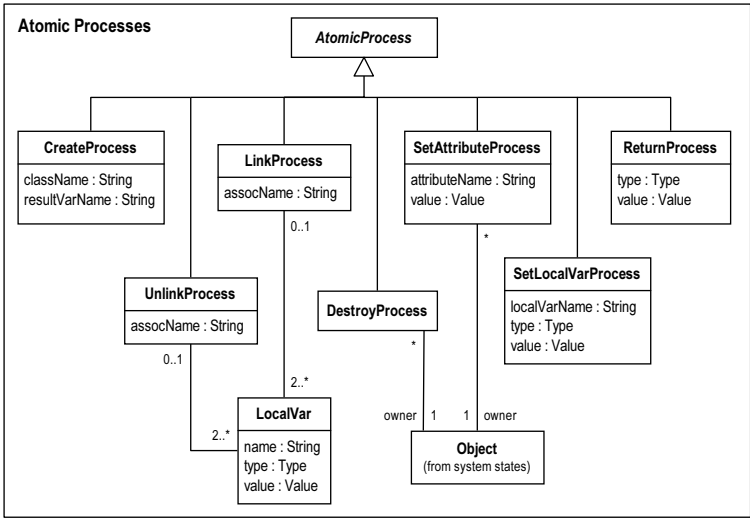 Atomic Processes
AtomicProcess
CreateProcess
className : String
resultVarName : String
LinkProcess
assocName : String
0..1
SetAttributeProcess
attributeName : String
value : Value
*
ReturnProcess
type : Type
value : Value
UnlinkProcess
assocName : String
0..1
DestroyProcess
*
SetLocalVarProcess
localVarName : String
type : Type
value : Value
2..*
2..*
LocalVar
name : String
type : Type
value : Value
owner 1
1 owner
Object
(from system states)